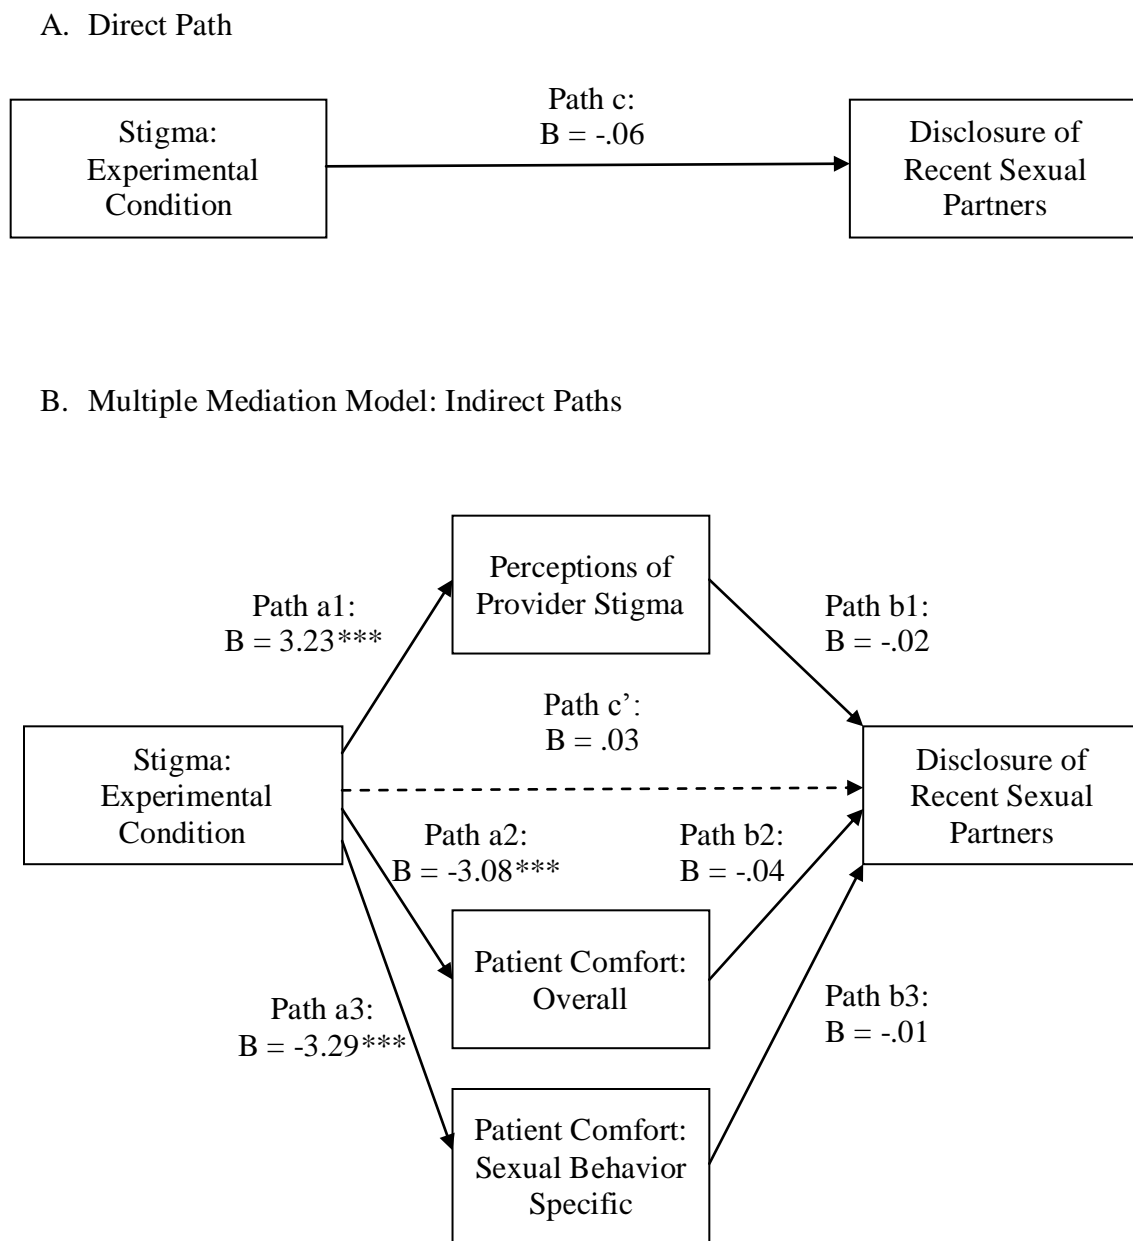 A. Direct Path
Path c:
B = -.06
Stigma:
Experimental
Condition
Disclosure of
Recent Sexual
Partners
B. Multiple Mediation Model: Indirect Paths
Perceptions of
Provider Stigma
Path a1:
B = 3.23***
Path b1:
B = -.02
Path c’:
B = .03
Stigma:
Experimental
Condition
Disclosure of
Recent Sexual
Partners
Path a2:
B = -3.08***
Path b2:
B = -.04
Patient Comfort:
Overall
Path a3:
B = -3.29***
Path b3:
B = -.01
Patient Comfort:
Sexual Behavior
Specific